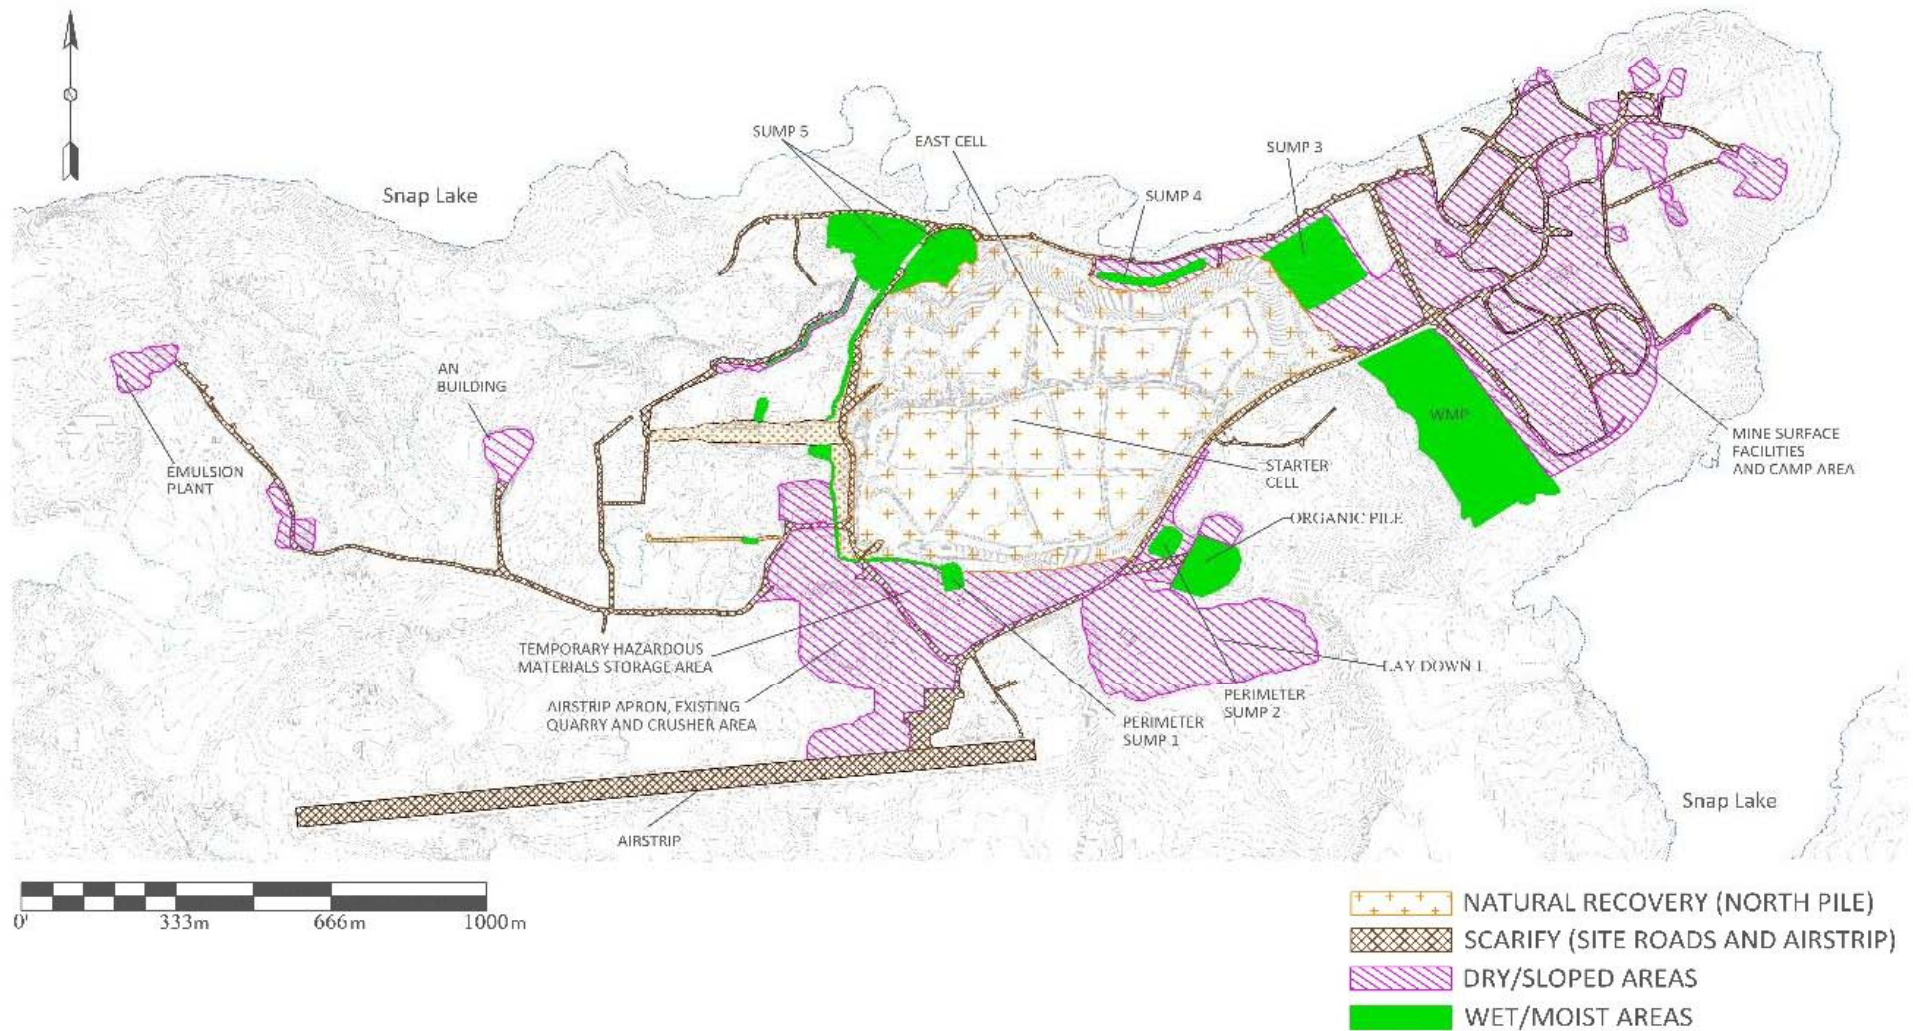 SUMP 5
EAST CELL
SUMP 3
Snap Lake
SUMP 4
AN
BUILDING
WMP
EMULSION
PLANT
STARTER
CELL
MINE SURFACE
FACILITIES
AND CAMP AREA
ORGANIC PILE
TEMPORARY HAZARDOUS
MATERIALS STORAGE AREA
LAY DOWN 1
AIRSTRIP APRON, EXISTING
QUARRY AND CRUSHER AREA
PERIMETER
SUMP 2
PERIMETER
SUMP 1
Snap Lake
AIRSTRIP
0' 333m 666m 1000m
NATURAL RECOVERY (NORTH PILE)
SCARIFY (SITE ROADS AND AIRSTRIP)
DRY/SLOPED AREAS
WET/MOIST AREAS